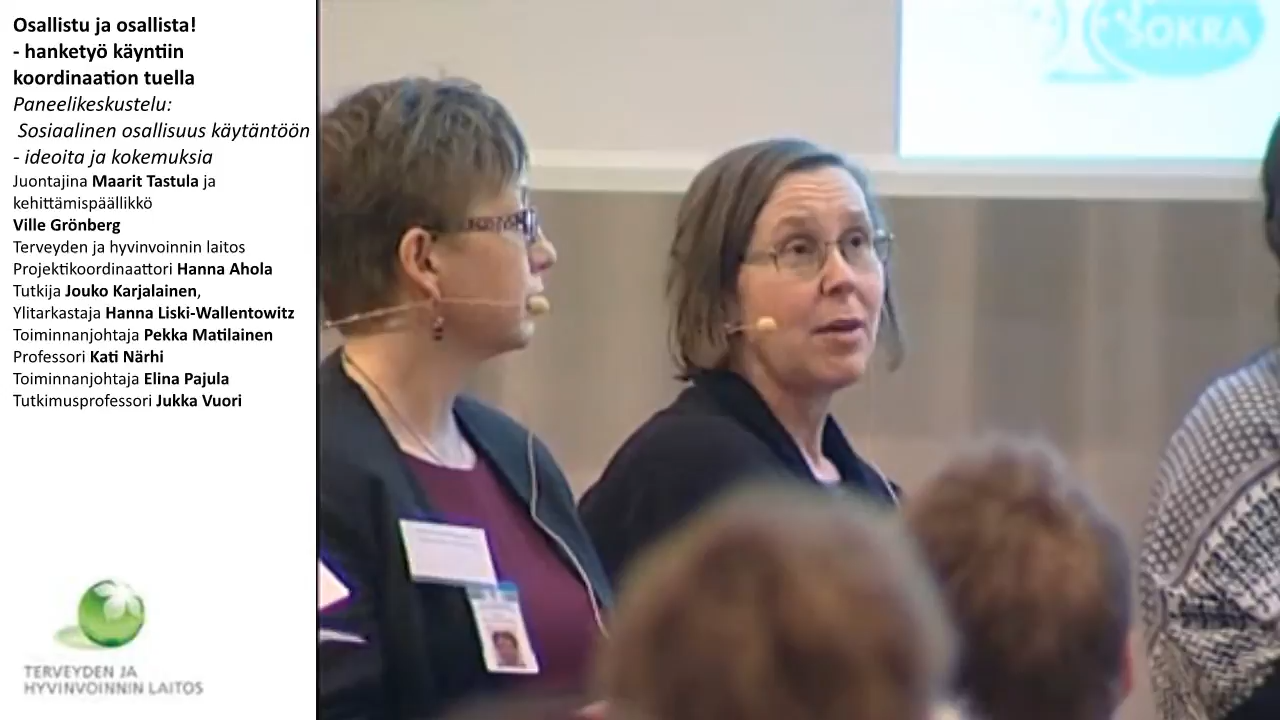 Osallistu ja osallista!
- hanketyö käyntiin
koordinaation tuella
Paneelikeskustelu:
Sosiaalinen osallisuus käytäntöön
- ideoita ja kokemuksia
Juontajina Maarit Tastula ja
kehittämispäällikkö
Ville Grönberg
Terveyden ja hyvinvoinnin laitos
Projektikoordinaattori Hanna Ahola
Tutkija Jouko Karjalainen,
Ylitarkastaja Hanna Liski-Wallentowitz
Toiminnanjohtaja Pekka Matilainen
Professori Kati Närhi
Toiminnanjohtaja Elina Pajula
Tutkimusprofessori Jukka Vuori
TERVEYDEN JA
HYVINVOINNIN LAITOS
SOKRA